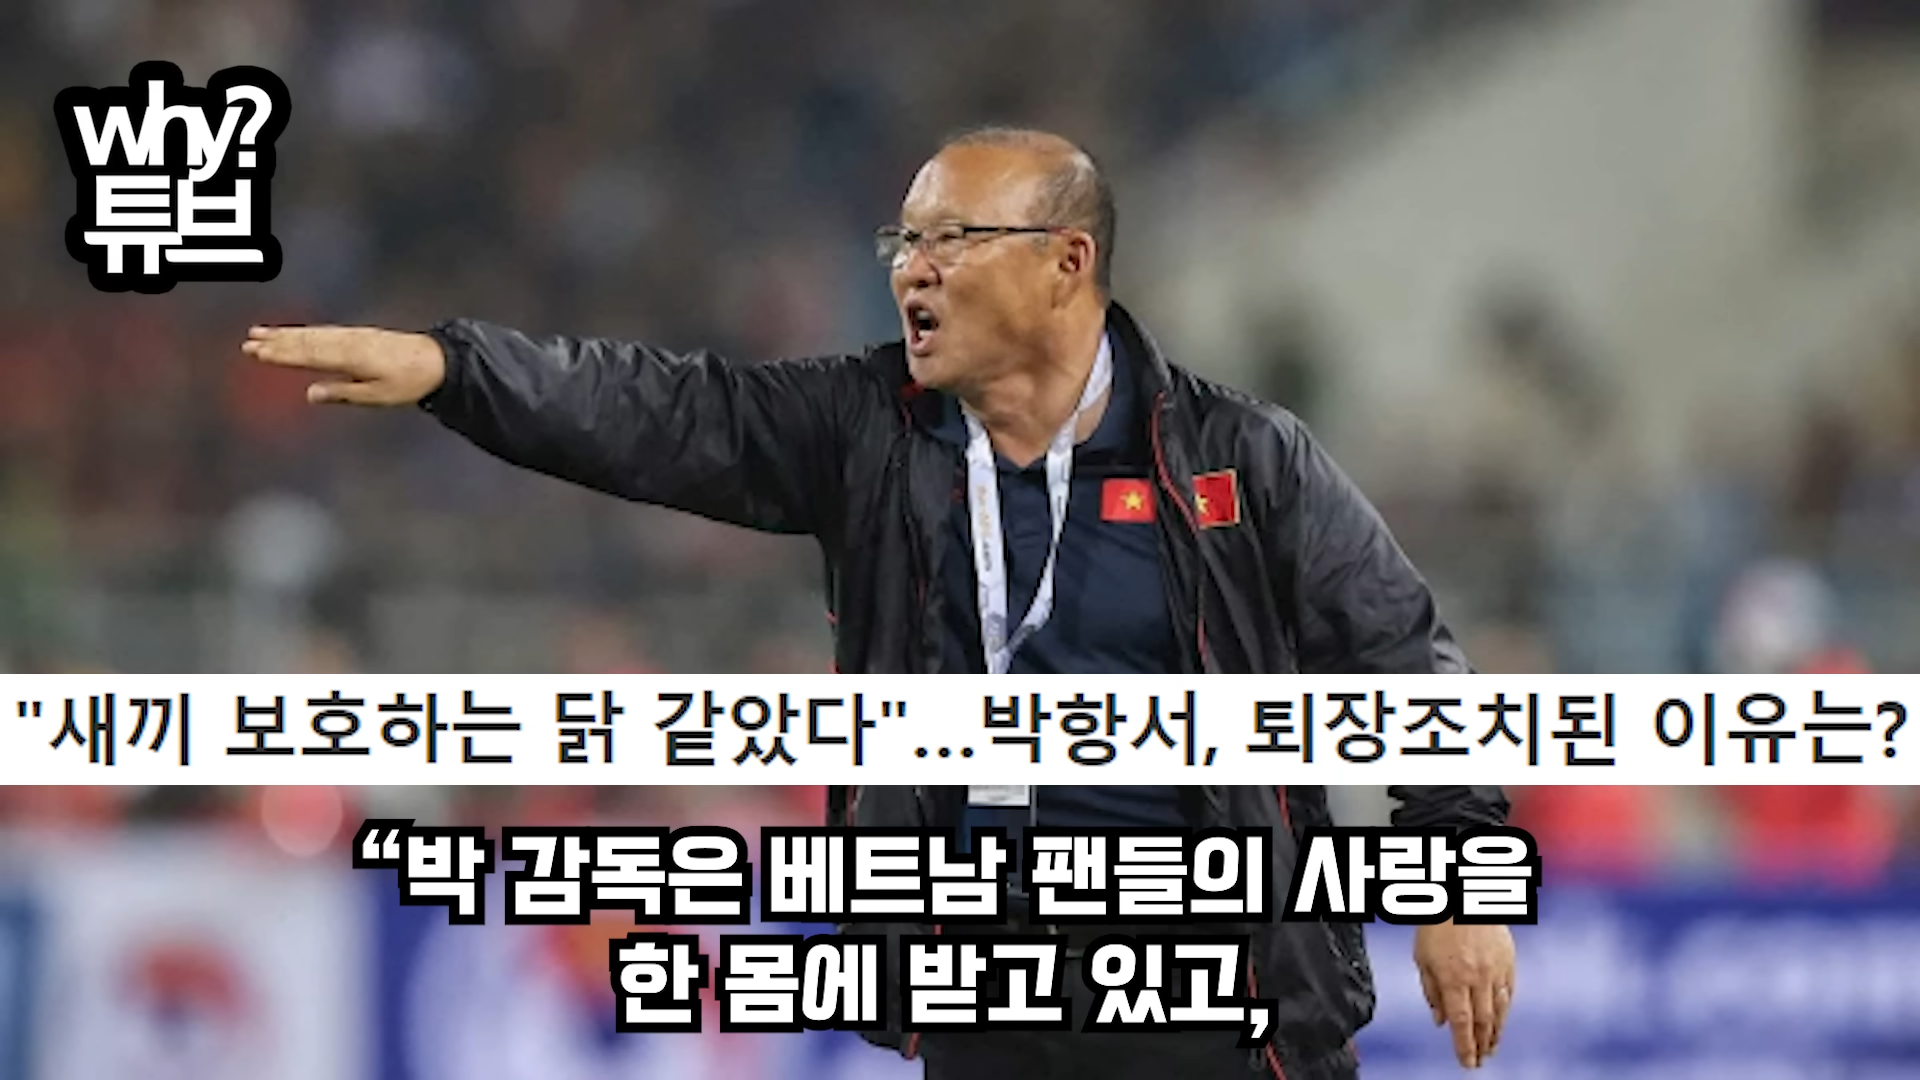 why?
튜브
"새끼 보호하는 닭 같았다"...박항서, 퇴장조치된 이유는?
“박 감독은 베트남 팬들의 사랑을
한 몸에 받고 있고,